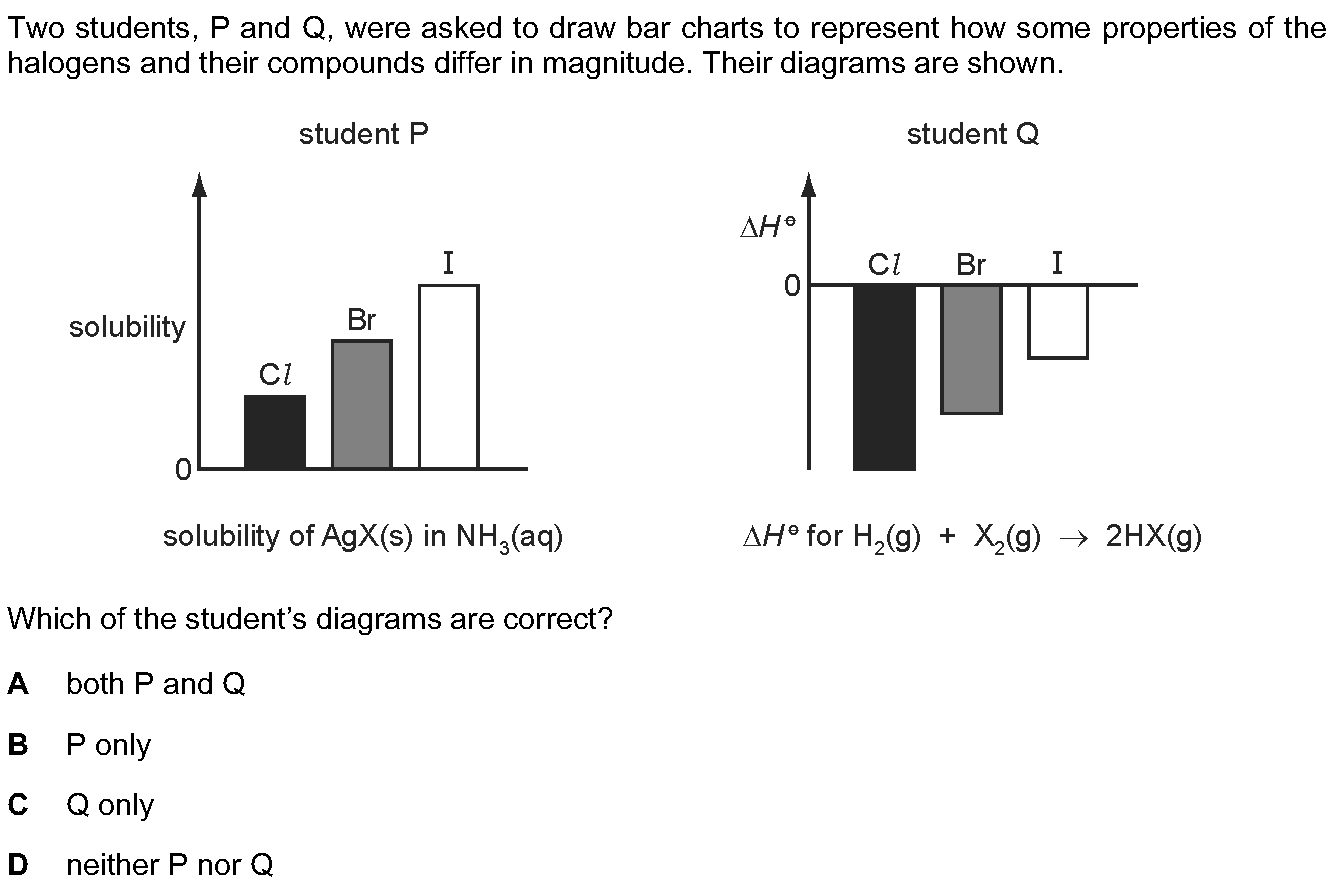 Two students, P and Q, were asked to draw bar charts to represent how some properties of the
halogens and their compounds differ in magnitude. Their diagrams are shown.
student P
solubility
0
Cl
Br
I
solubility of AgX(s) in NH₃(aq)
student Q
ΔH⦵
0
Cl
Br
I
ΔH⦵ for H₂(g) + X₂(g) → 2HX(g)
Which of the student’s diagrams are correct?
A both P and Q
B P only
C Q only
D neither P nor Q